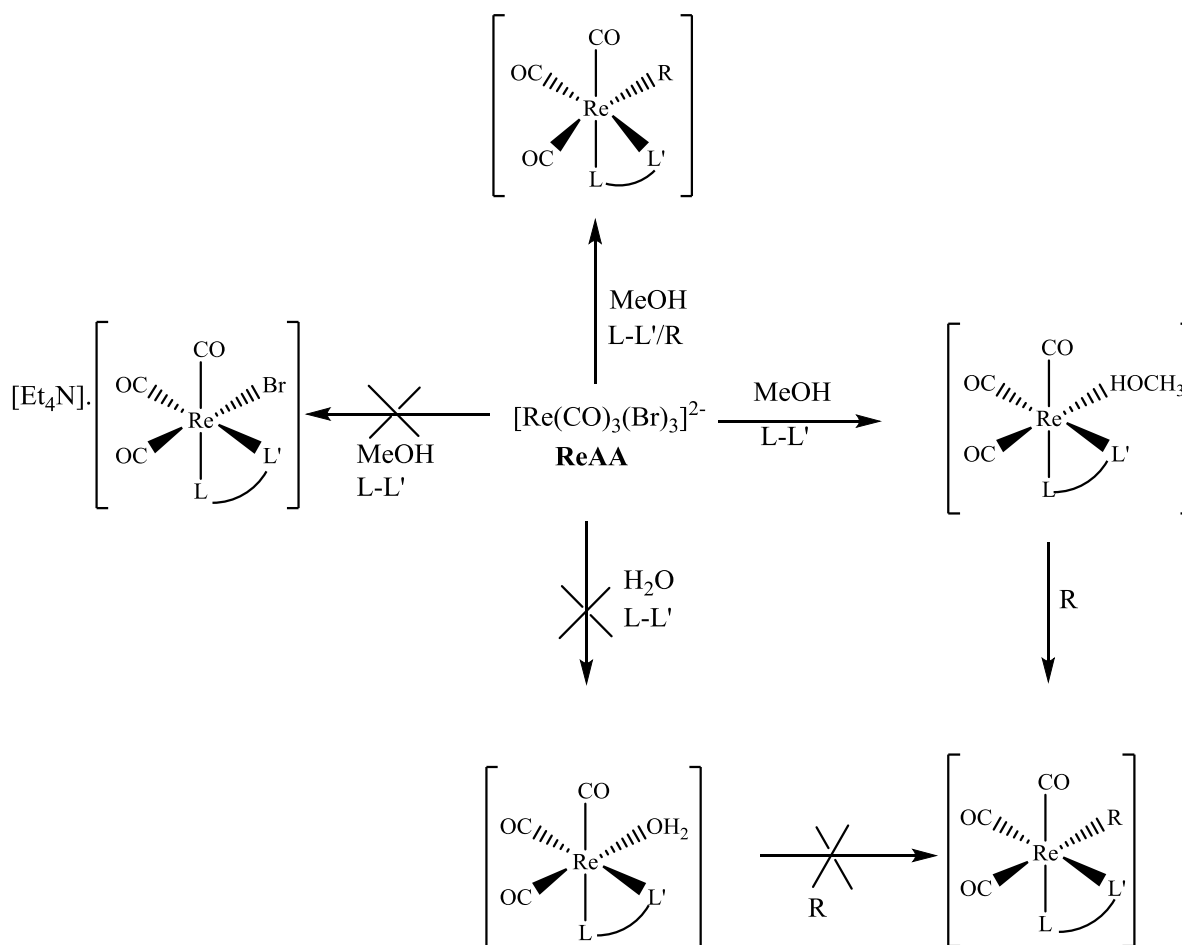 CO
OC
R
Re
OC
L'
L
MeOH
L-L'/R
[Et₄N].
CO
OC
Br
Re
OC
L'
L
MeOH
L-L'
[Re(CO)₃(Br)₃]²⁻
ReAA
MeOH
L-L'
CO
OC
HOCH₃
Re
OC
L'
L
H₂O
L-L'
R
CO
OC
OH₂
Re
OC
L'
L
R
CO
OC
R
Re
OC
L'
L